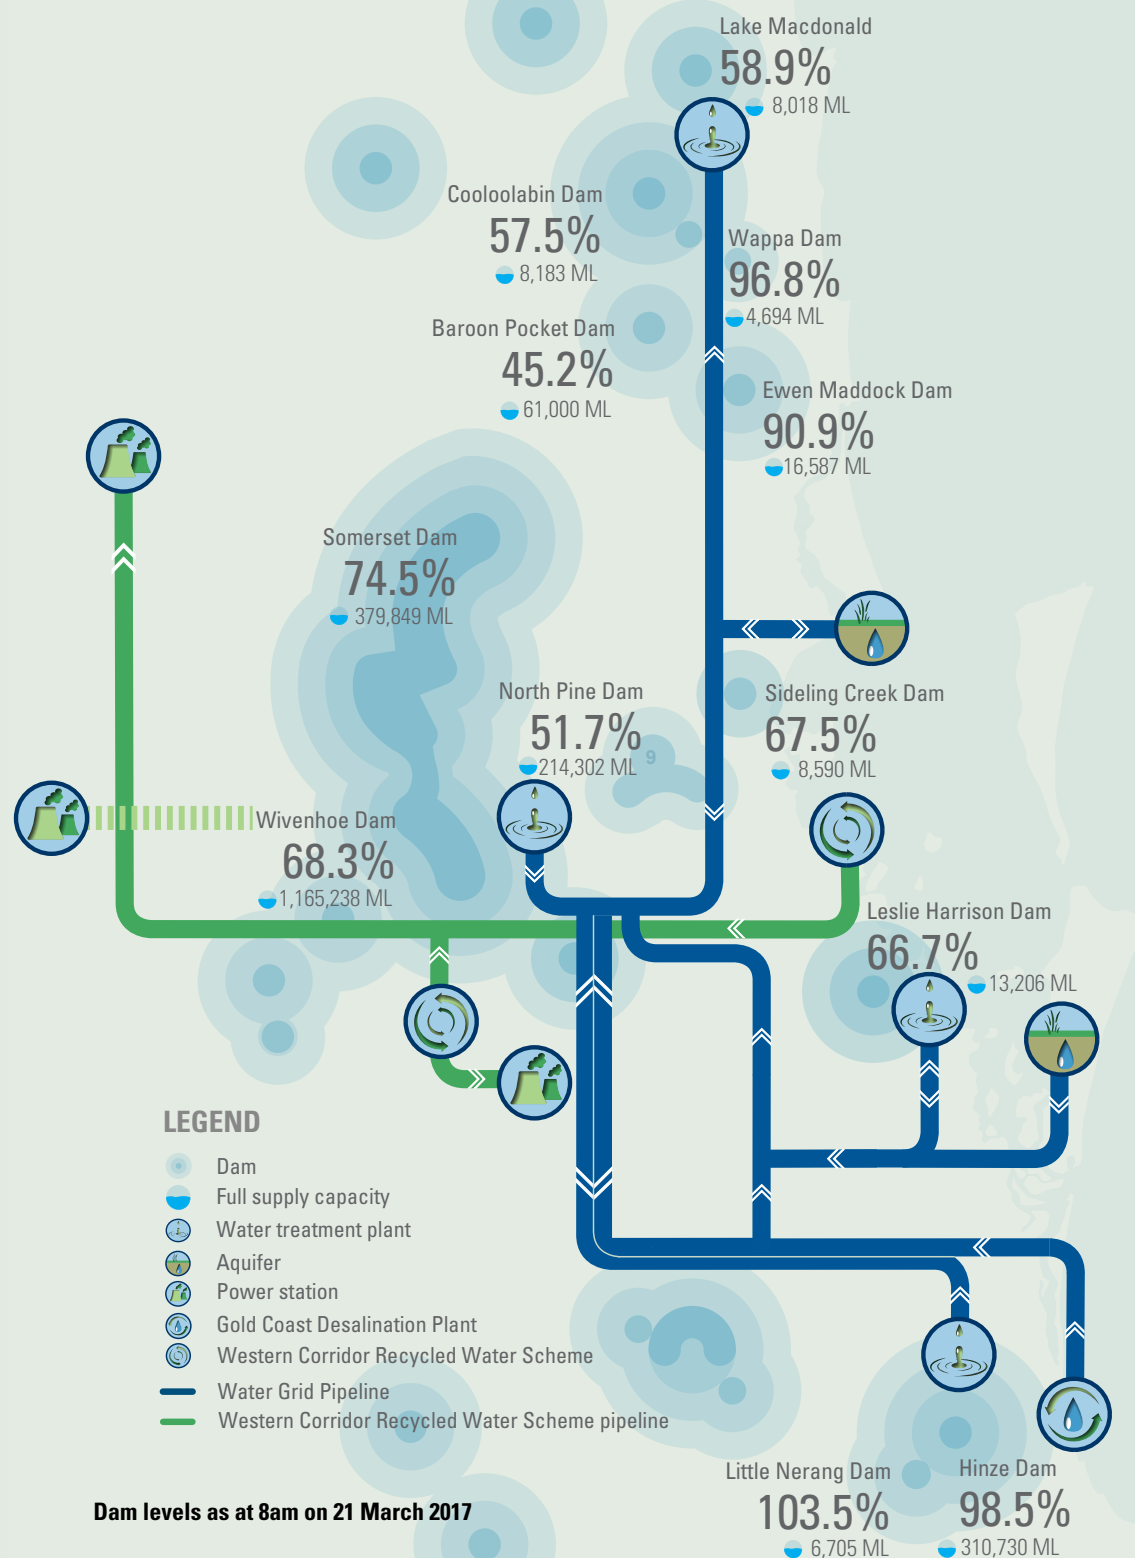 Lake Macdonald
58.9%
8,018 ML
Cooloolabin Dam
57.5%
8,183 ML
Wappa Dam
96.8%
4,694 ML
Baroon Pocket Dam
45.2%
61,000 ML
Ewen Maddock Dam
90.9%
16,587 ML
Somerset Dam
74.5%
379,849 ML
North Pine Dam
51.7%
214,302 ML
9
Sideling Creek Dam
67.5%
8,590 ML
Wivenhoe Dam
68.3%
1,165,238 ML
Leslie Harrison Dam
66.7%
13,206 ML
LEGEND
Dam
Full supply capacity
Water treatment plant
Aquifer
Power station
Gold Coast Desalination Plant
Western Corridor Recycled Water Scheme
Water Grid Pipeline
Western Corridor Recycled Water Scheme pipeline
Little Nerang Dam
103.5%
6,705 ML
Hinze Dam
98.5%
310,730 ML
Dam levels as at 8am on 21 March 2017